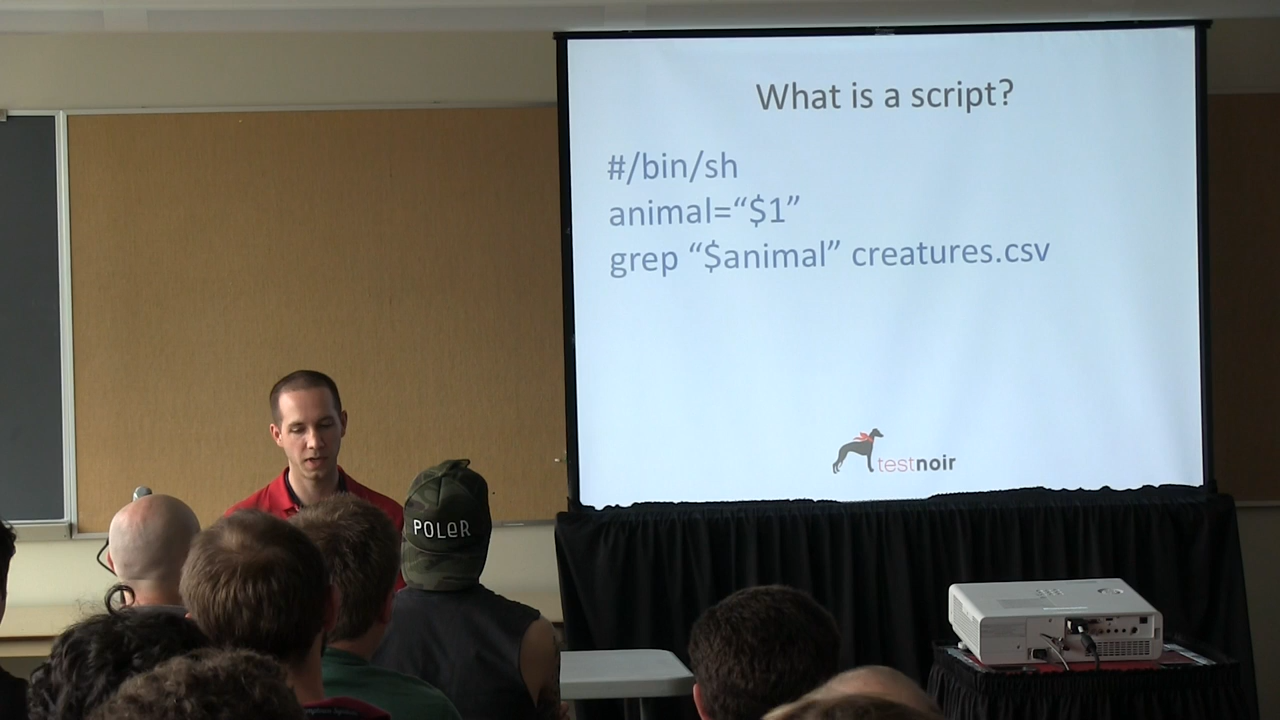 What is a script?
#/bin/sh
animal=“$1”
grep “$animal” creatures.csv
testnoir
POLeR